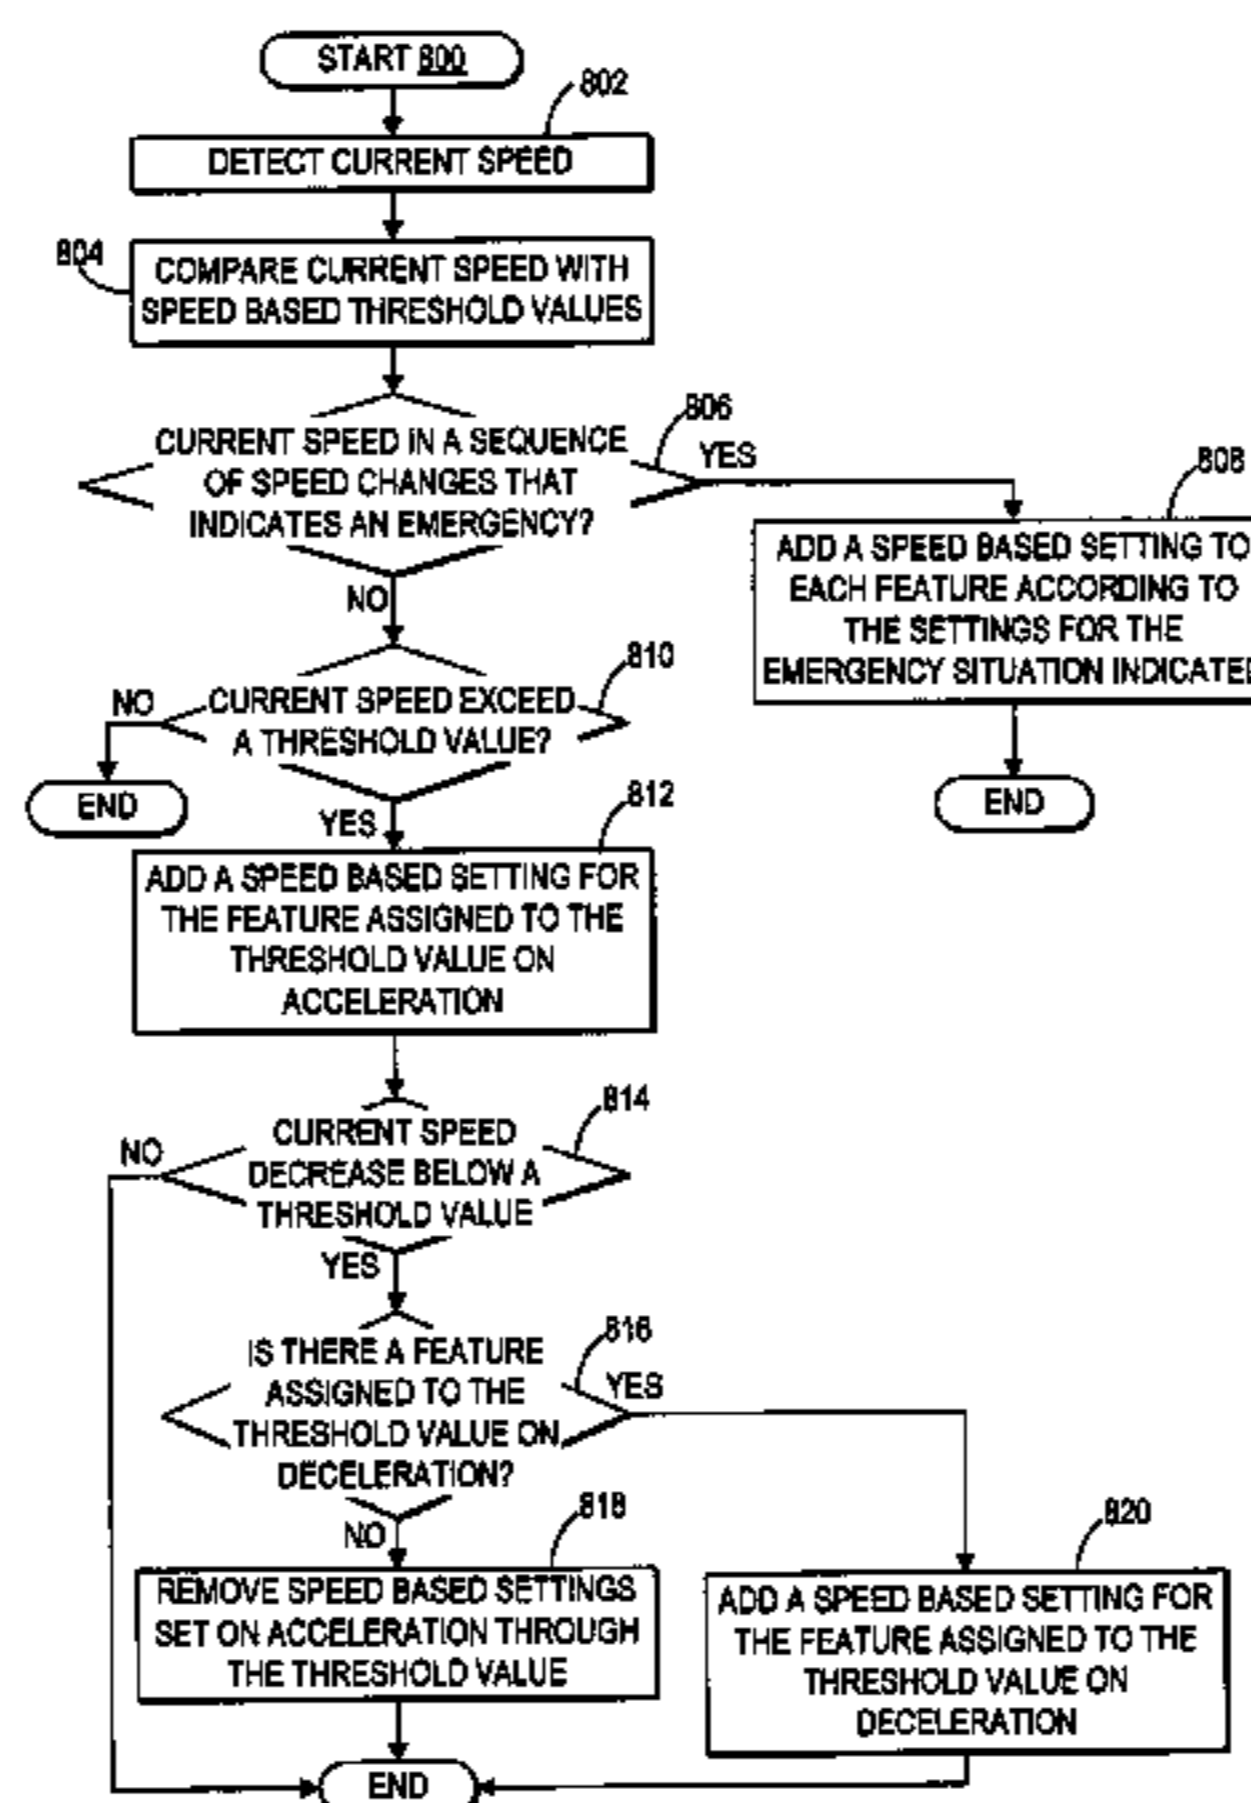 START 800
802
DETECT CURRENT SPEED
804
COMPARE CURRENT SPEED WITH
SPEED BASED THRESHOLD VALUES
806
CURRENT SPEED IN A SEQUENCE
OF SPEED CHANGES THAT
INDICATES AN EMERGENCY?
YES
808
ADD A SPEED BASED SETTING TO
EACH FEATURE ACCORDING TO
THE SETTINGS FOR THE
EMERGENCY SITUATION INDICATED
END
NO
810
CURRENT SPEED EXCEED
A THRESHOLD VALUE?
NO
END
YES
812
ADD A SPEED BASED SETTING FOR
THE FEATURE ASSIGNED TO THE
THRESHOLD VALUE ON
ACCELERATION
814
CURRENT SPEED
DECREASE BELOW A
THRESHOLD VALUE
NO
YES
816
IS THERE A FEATURE
ASSIGNED TO THE
THRESHOLD VALUE ON
DECELERATION?
YES
NO
818
REMOVE SPEED BASED SETTINGS
SET ON ACCELERATION THROUGH
THE THRESHOLD VALUE
820
ADD A SPEED BASED SETTING FOR
THE FEATURE ASSIGNED TO THE
THRESHOLD VALUE ON
DECELERATION
END